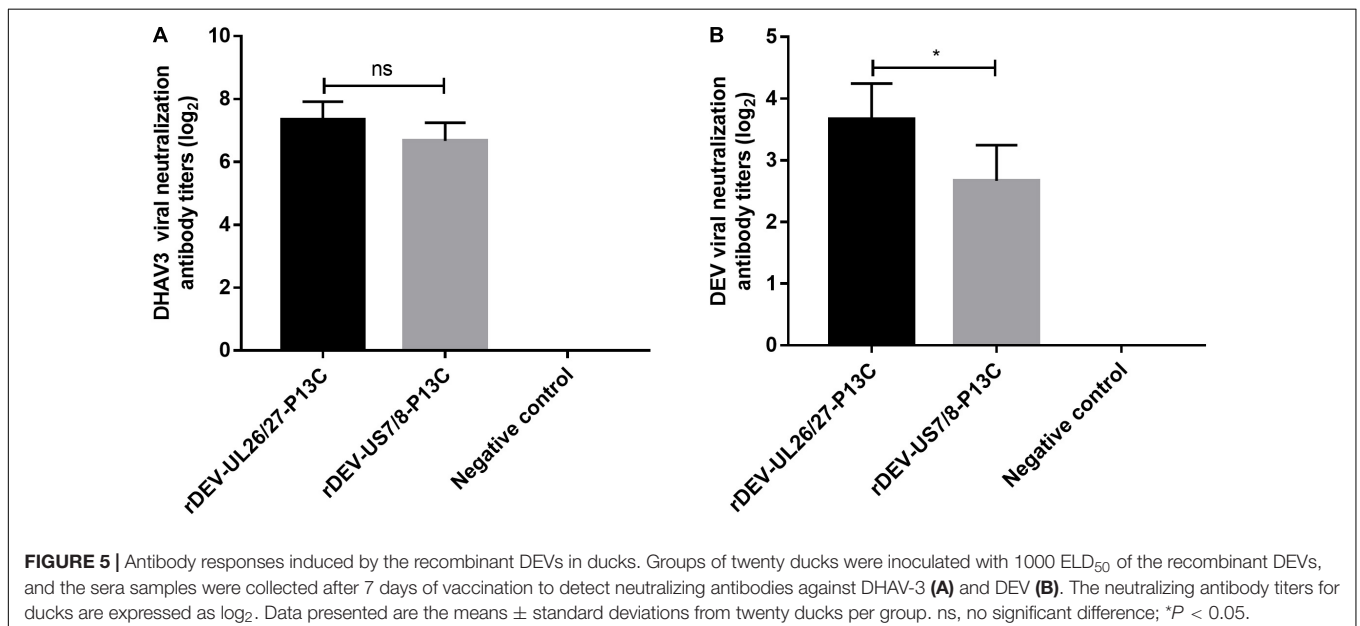 A
10
8
6
4
2
0
DHAV3 viral neutralization
antibody titers (log₂)
ns
rDEV-UL26/27-P13C
rDEV-US7/8-P13C
Negative control
B
5
4
3
2
1
0
DEV viral neutralization
antibody titers (log₂)
*
rDEV-UL26/27-P13C
rDEV-US7/8-P13C
Negative control
FIGURE 5 | Antibody responses induced by the recombinant DEVs in ducks. Groups of twenty ducks were inoculated with 1000 ELD₅₀ of the recombinant DEVs,
and the sera samples were collected after 7 days of vaccination to detect neutralizing antibodies against DHAV-3 (A) and DEV (B). The neutralizing antibody titers for
ducks are expressed as log₂. Data presented are the means ± standard deviations from twenty ducks per group. ns, no significant difference; *P < 0.05.